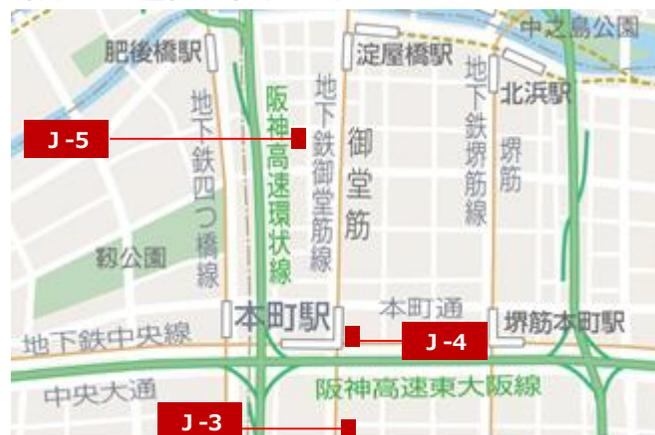 中之島公園
肥後橋駅
淀屋橋駅
北浜駅
J-5
地下鉄四つ橋線
阪神高速環状線
地下鉄御堂筋線
御堂筋
地下鉄堺筋線
堺筋
靱公園
本町駅
本町通
堺筋本町駅
地下鉄中央線
J-4
中央大通
阪神高速東大阪線
J-3